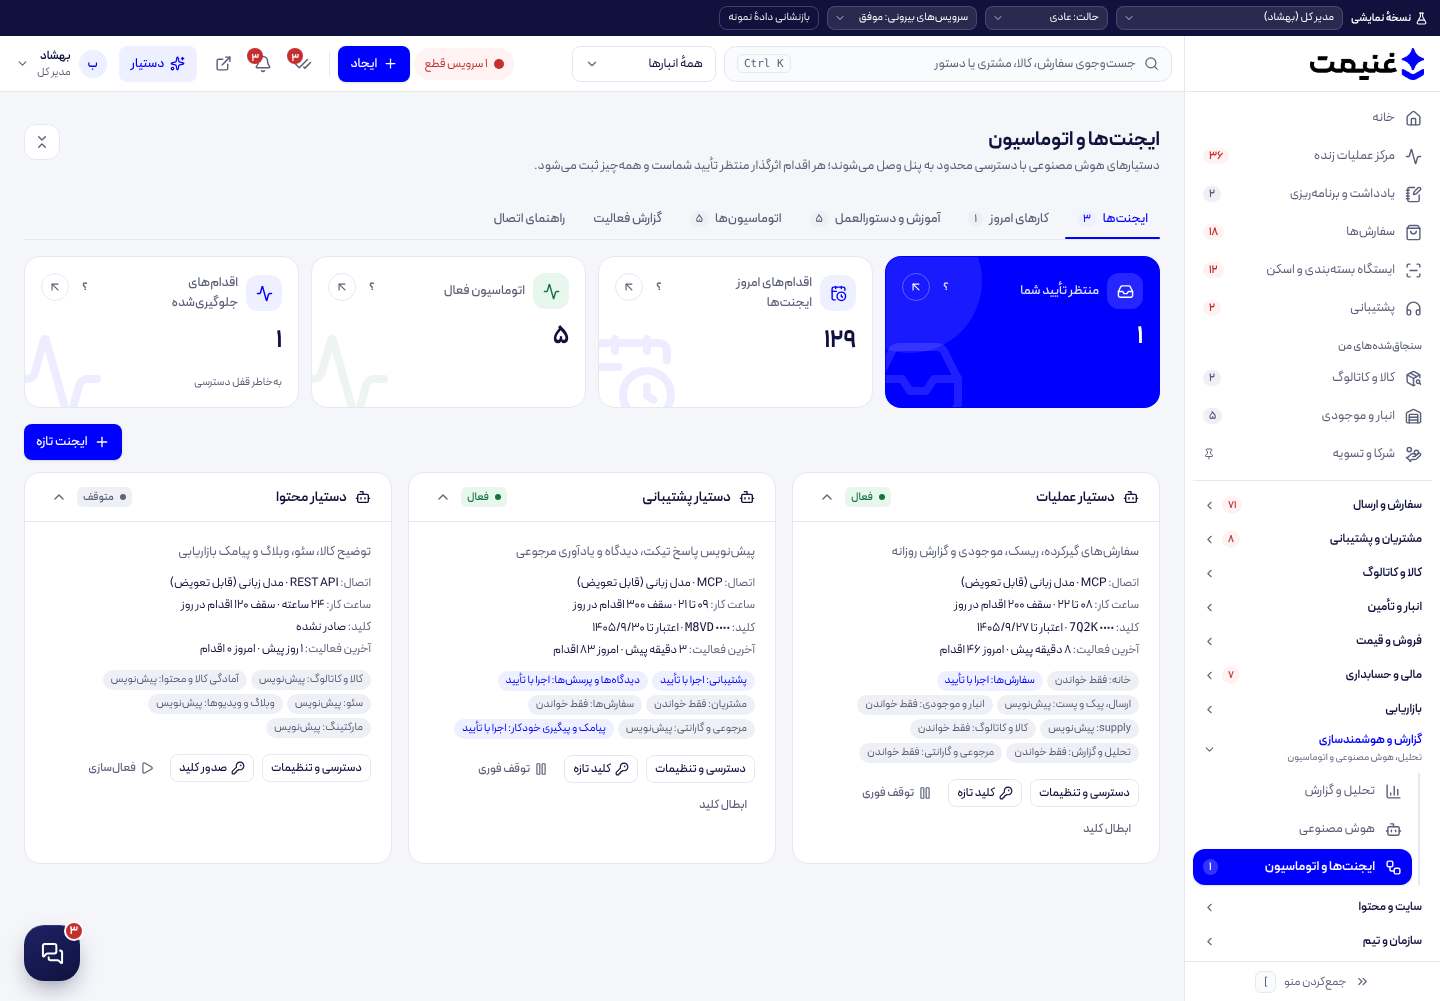 نسخهٔ نمایشی
مدیر کل (بهشاد)
حالت: عادی
سرویس‌های بیرونی: موفق
بازنشانی دادهٔ نمونه
غنیمت
جست‌وجوی سفارش، کالا، مشتری یا دستور
Ctrl K
همهٔ انبارها
۱ سرویس قطع
ایجاد
۳
۳
دستیار
ب
بهشاد
مدیر کل
خانه
مرکز عملیات زنده ۳۶
یادداشت و برنامه‌ریزی ۲
سفارش‌ها ۱۸
ایستگاه بسته‌بندی و اسکن ۱۲
پشتیبانی ۲
سنجاق‌شده‌های من
کالا و کاتالوگ ۲
انبار و موجودی ۵
شرکا و تسویه
سفارش و ارسال ۷۱
مشتریان و پشتیبانی ۸
کالا و کاتالوگ
انبار و تأمین
فروش و قیمت
مالی و حسابداری ۷
بازاریابی
گزارش و هوشمندسازی
تحلیل، هوش مصنوعی و اتوماسیون
تحلیل و گزارش
هوش مصنوعی
ایجنت‌ها و اتوماسیون ۱
سایت و محتوا
سازمان و تیم
جمع‌کردن منو [
ایجنت‌ها و اتوماسیون
دستیارهای هوش مصنوعی با دسترسی محدود به پنل وصل می‌شوند؛ هر اقدام اثرگذار منتظر تأیید شماست و همه‌چیز ثبت می‌شود.
ایجنت‌ها ۳
کارهای امروز ۱
آموزش و دستورالعمل ۵
اتوماسیون‌ها ۵
گزارش فعالیت
راهنمای اتصال
منتظر تأیید شما ؟
۱
اقدام‌های امروز ایجنت‌ها ؟
۱۲۹
اتوماسیون فعال ؟
۵
اقدام‌های جلوگیری‌شده ؟
۱
به‌خاطر قفل دسترسی
ایجنت تازه
دستیار عملیات فعال
سفارش‌های گیرکرده، ریسک، موجودی و گزارش روزانه
اتصال: MCP · مدل زبانی (قابل تعویض)
ساعت کار: ۰۸ تا ۲۲ · سقف ۲۰۰ اقدام در روز
کلید: •••• 7Q2K · اعتبار تا ۱۴۰۵/۹/۲۷
آخرین فعالیت: ۸ دقیقه پیش · امروز ۴۶ اقدام
خانه: فقط خواندن
سفارش‌ها: اجرا با تأیید
ارسال، پیک و پست: پیش‌نویس
انبار و موجودی: فقط خواندن
supply: پیش‌نویس
کالا و کاتالوگ: فقط خواندن
تحلیل و گزارش: فقط خواندن
مرجوعی و گارانتی: فقط خواندن
دسترسی و تنظیمات
کلید تازه
توقف فوری
ابطال کلید
دستیار پشتیبانی فعال
پیش‌نویس پاسخ تیکت، دیدگاه و یادآوری مرجوعی
اتصال: MCP · مدل زبانی (قابل تعویض)
ساعت کار: ۰۹ تا ۲۱ · سقف ۳۰۰ اقدام در روز
کلید: •••• M8VD · اعتبار تا ۱۴۰۵/۹/۳۰
آخرین فعالیت: ۳ دقیقه پیش · امروز ۸۳ اقدام
پشتیبانی: اجرا با تأیید
دیدگاه‌ها و پرسش‌ها: اجرا با تأیید
مشتریان: فقط خواندن
سفارش‌ها: فقط خواندن
مرجوعی و گارانتی: پیش‌نویس
پیامک و پیگیری خودکار: اجرا با تأیید
دسترسی و تنظیمات
کلید تازه
توقف فوری
ابطال کلید
دستیار محتوا متوقف
توضیح کالا، سئو، وبلاگ و پیامک بازاریابی
اتصال: REST API · مدل زبانی (قابل تعویض)
ساعت کار: ۲۴ ساعته · سقف ۱۲۰ اقدام در روز
کلید: صادر نشده
آخرین فعالیت: ۱ روز پیش · امروز ۰ اقدام
کالا و کاتالوگ: پیش‌نویس
آمادگی کالا و محتوا: پیش‌نویس
سئو: پیش‌نویس
وبلاگ و ویدیوها: پیش‌نویس
مارکتینگ: پیش‌نویس
دسترسی و تنظیمات
صدور کلید
فعال‌سازی
۳